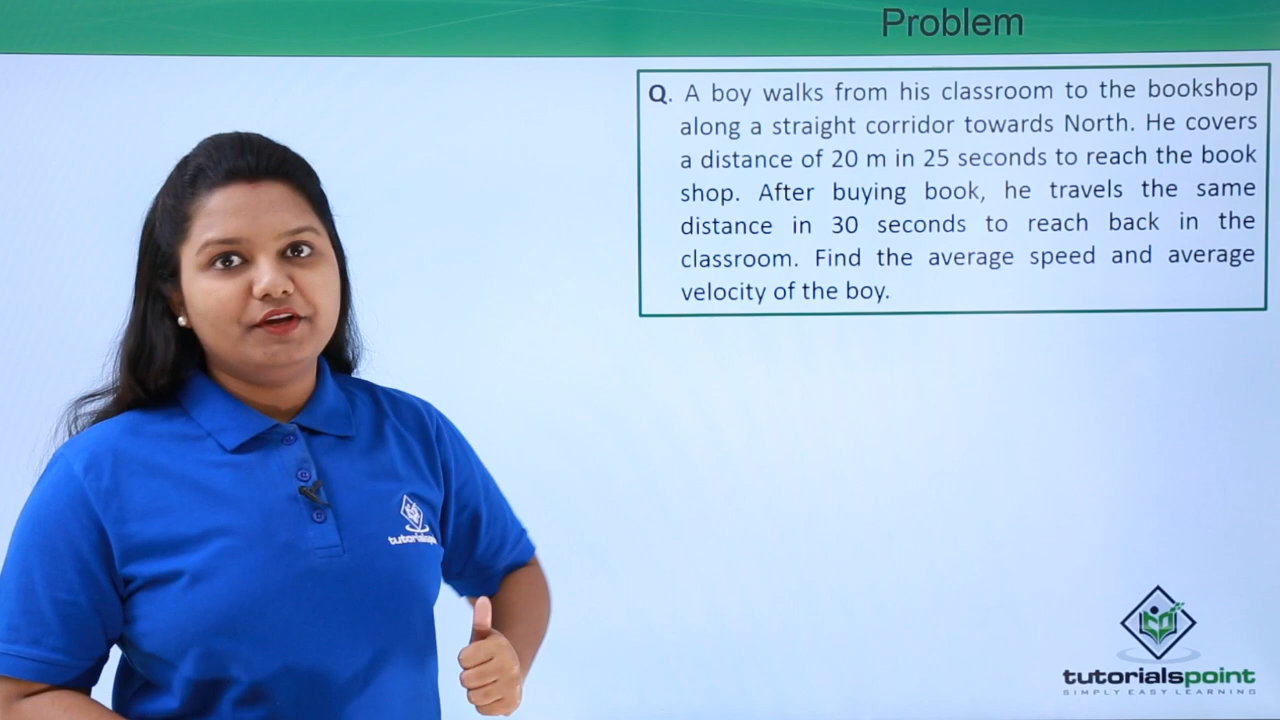 Problem
Q. A boy walks from his classroom to the bookshop
along a straight corridor towards North. He covers
a distance of 20 m in 25 seconds to reach the book
shop. After buying book, he travels the same
distance in 30 seconds to reach back in the
classroom. Find the average speed and average
velocity of the boy.
tutorialspoint
SIMPLY EASY LEARNING